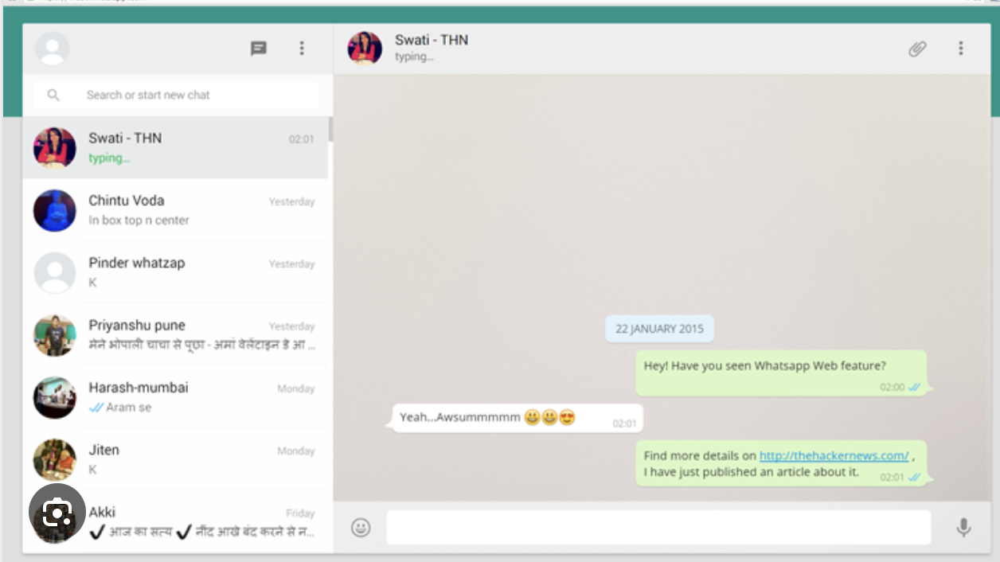 Swati - THN
typing...
Search or start new chat
Swati - THN
02:01
typing...
Chintu Voda
Yesterday
In box top n center
Pinder whatzap
Yesterday
K
Priyanshu pune
Yesterday
मेने भोपाली चाचा से पूछा - अमां वेलेंटाइन डे आ ...
Harash-mumbai
Monday
Aram se
Jiten
Monday
K
Akki
Friday
✔ आज का सत्य ✔ नींद आखे बंद करने से न...
22 JANUARY 2015
Hey! Have you seen Whatsapp Web feature?
02:00
Yeah...Awsummmmm 😃😃😍
02:01
Find more details on http://thehackernews.com/ ,
I have just published an article about it.
02:01